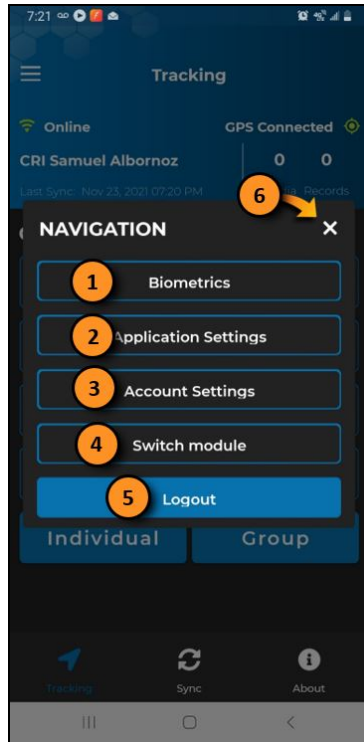 7:21
Tracking
Online GPS Connected
CRI Samuel Albornoz 0 0
Last Sync: Nov 23, 2021 07:20 PM Records
6
NAVIGATION
1 Biometrics
2 Application Settings
3 Account Settings
4 Switch module
5 Logout
Individual Group
Tracking Sync About